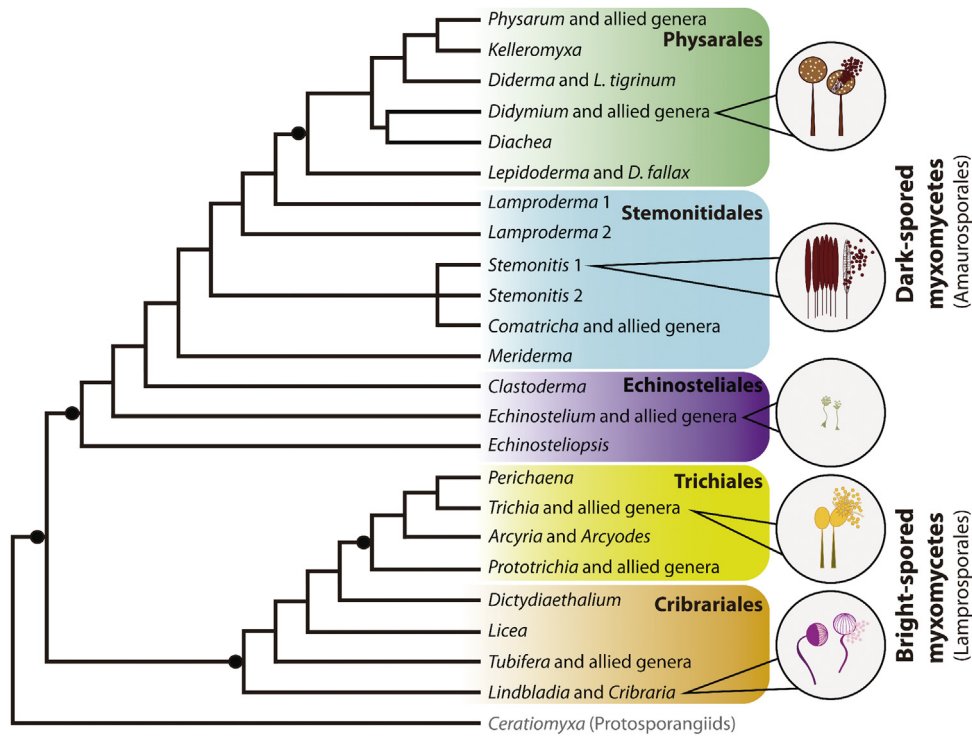 Physarum and allied genera
Physarales
Kelleromyxa
Diderma and L. tigrinum
Didymium and allied genera
Diachea
Lepidoderma and D. fallax
Lamproderma 1
Stemonitidales
Lamproderma 2
Stemonitis 1
Stemonitis 2
Comatricha and allied genera
Meriderma
Clastoderma
Echinosteliales
Echinostelium and allied genera
Echinosteliopsis
Dark-spored
myxomycetes
(Amaurosporales)
Perichaena
Trichiales
Trichia and allied genera
Arcyria and Arcyodes
Prototrichia and allied genera
Dictydiaethalium
Cribrariales
Licea
Tubifera and allied genera
Lindbladia and Cribraria
Bright-spored
myxomycetes
(Lamprosporales)
Ceratiomyxa (Protosporangiids)